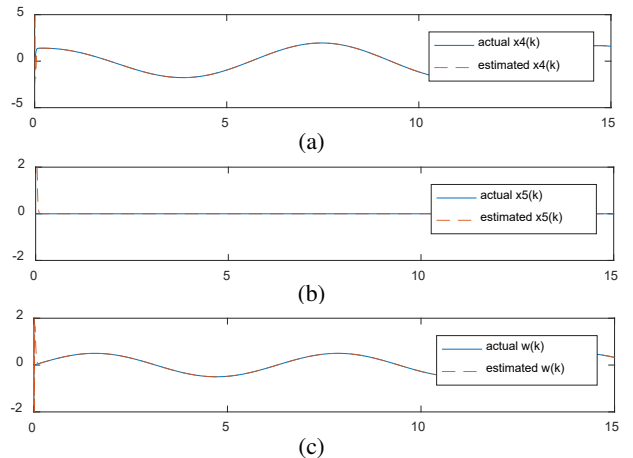 5
0
-5
actual x4(k)
estimated x4(k)
0 5 10 15
(a)
2
0
-2
actual x5(k)
estimated x5(k)
0 5 10 15
(b)
2
0
-2
actual w(k)
estimated w(k)
0 5 10 15
(c)